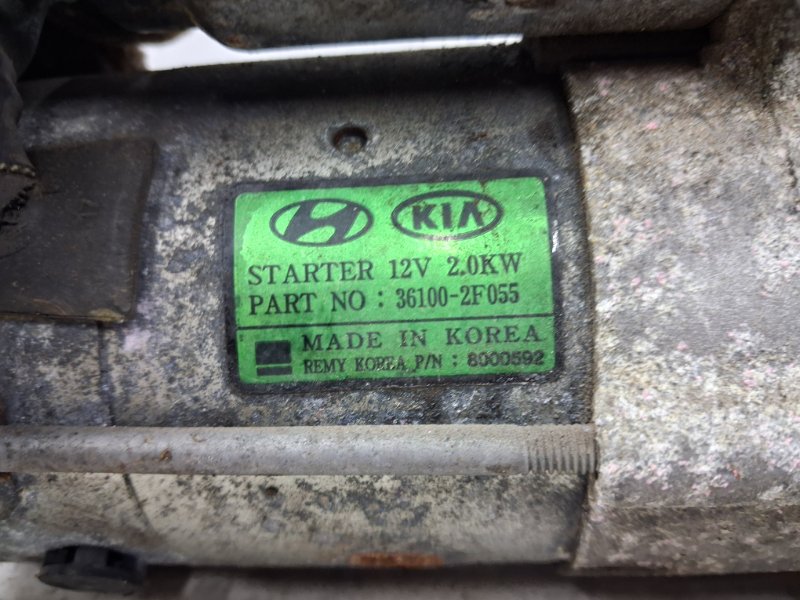 KIA
STARTER 12V 2.0KW
PART NO : 36100-2F055
MADE IN KOREA
REMY KOREA P/N : 8000592